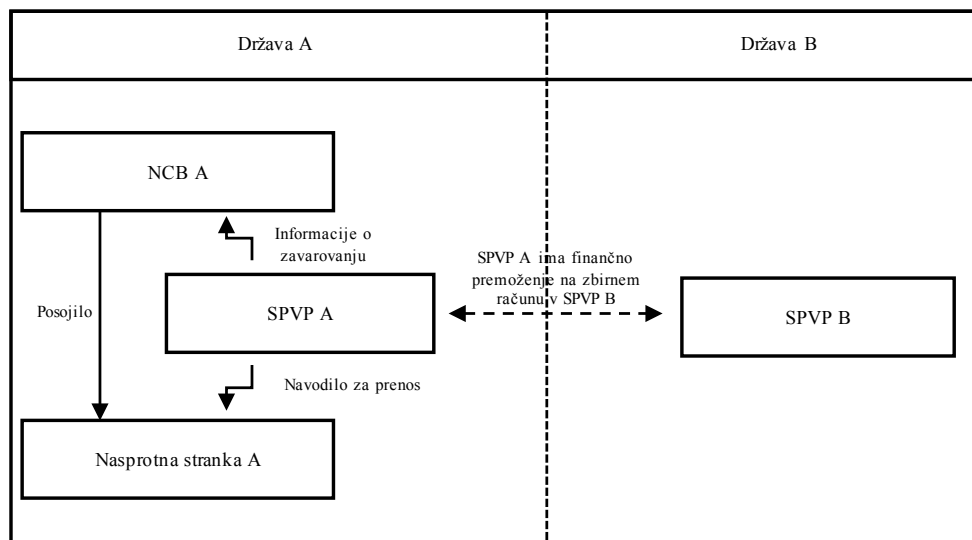 Država A
Država B
NCB A
Informacije o
zavarovanju
SPVP A ima finančno
premoženje na zbirnem
računu v SPVP B
Posojilo
SPVP A
SPVP B
Navodilo za prenos
Nasprotna stranka A